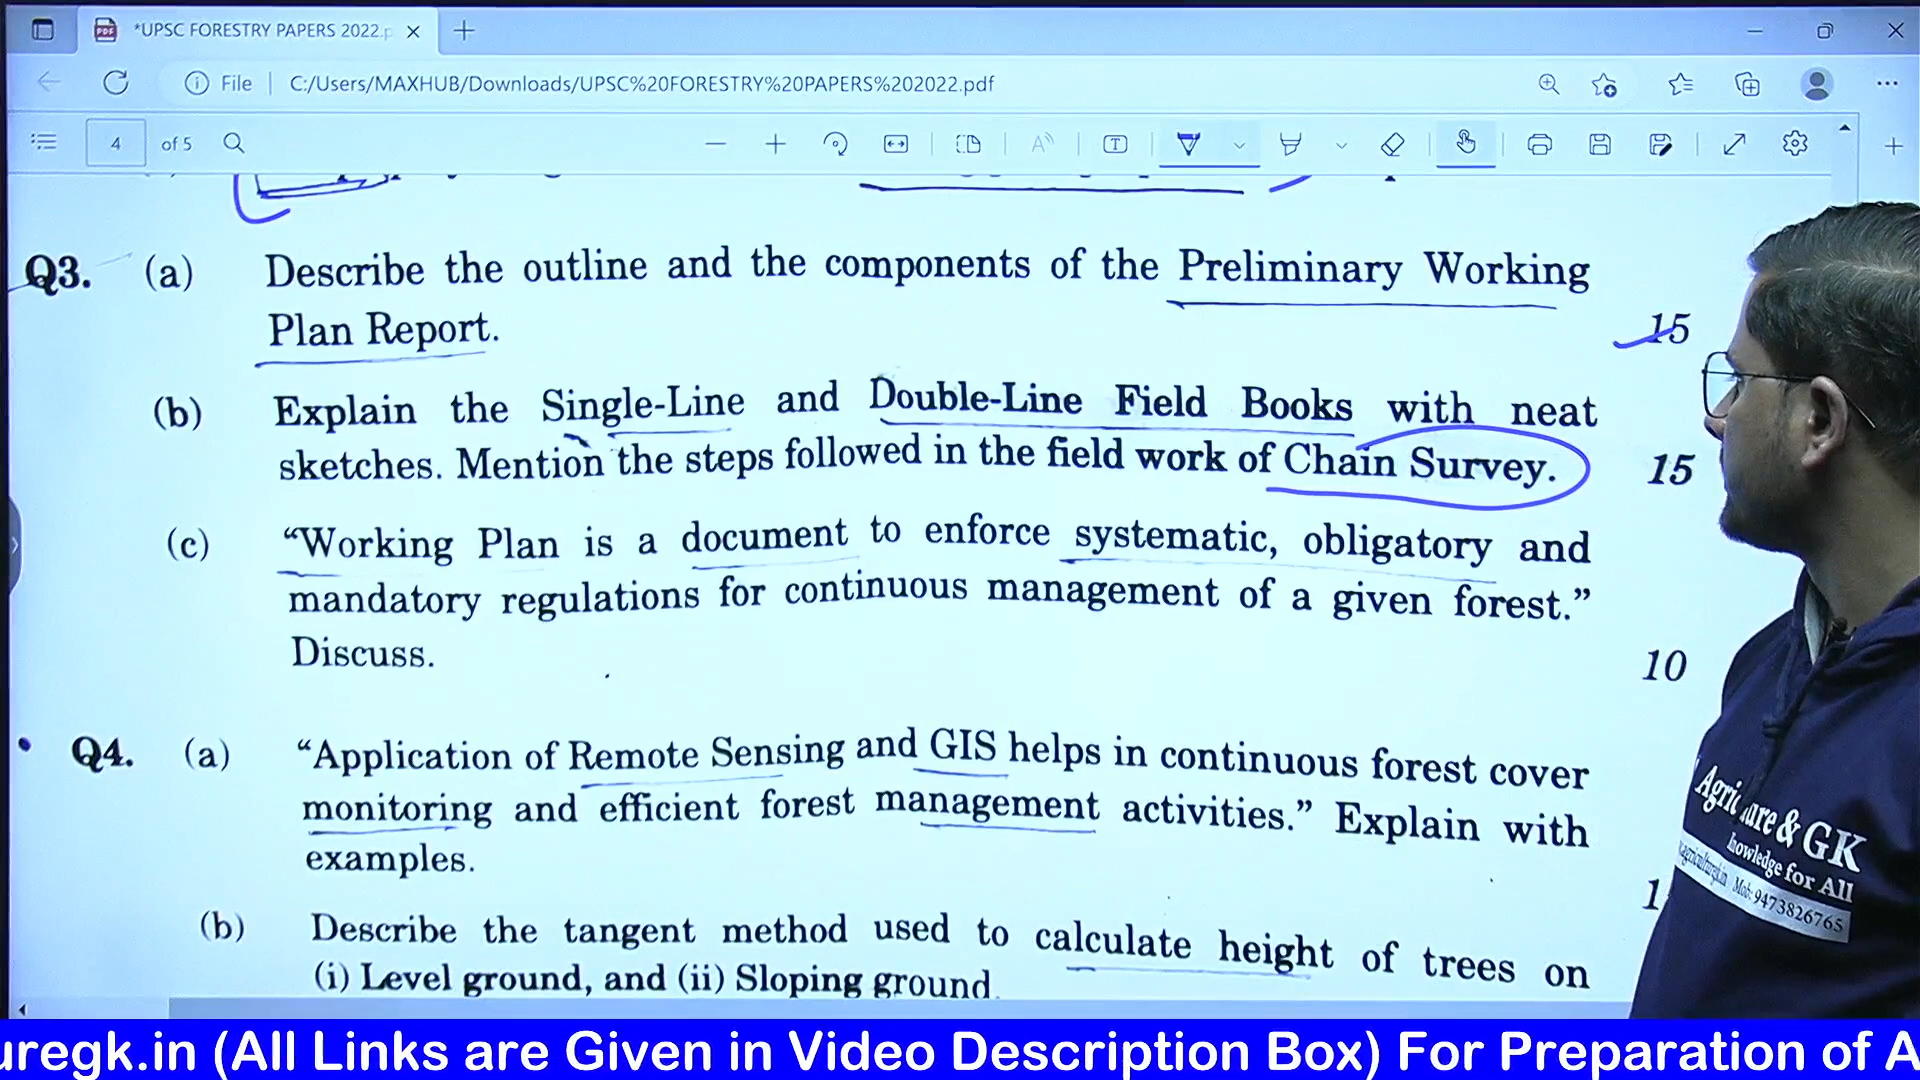 *UPSC FORESTRY PAPERS 2022.p
File
C:/Users/MAXHUB/Downloads/UPSC%20FORESTRY%20PAPERS%202022.pdf
4 of 5
Q3. (a) Describe the outline and the components of the Preliminary Working
Plan Report. 15
(b) Explain the Single-Line and Double-Line Field Books with neat
sketches. Mention the steps followed in the field work of Chain Survey. 15
(c) “Working Plan is a document to enforce systematic, obligatory and
mandatory regulations for continuous management of a given forest.”
Discuss. 10
Q4. (a) “Application of Remote Sensing and GIS helps in continuous forest cover
monitoring and efficient forest management activities.” Explain with
examples.
(b) Describe the tangent method used to calculate height of trees on
(i) Level ground, and (ii) Sloping ground.
& GK
Knowledge for All
Mob: 9473826765
uregk.in (All Links are Given in Video Description Box) For Preparation of A